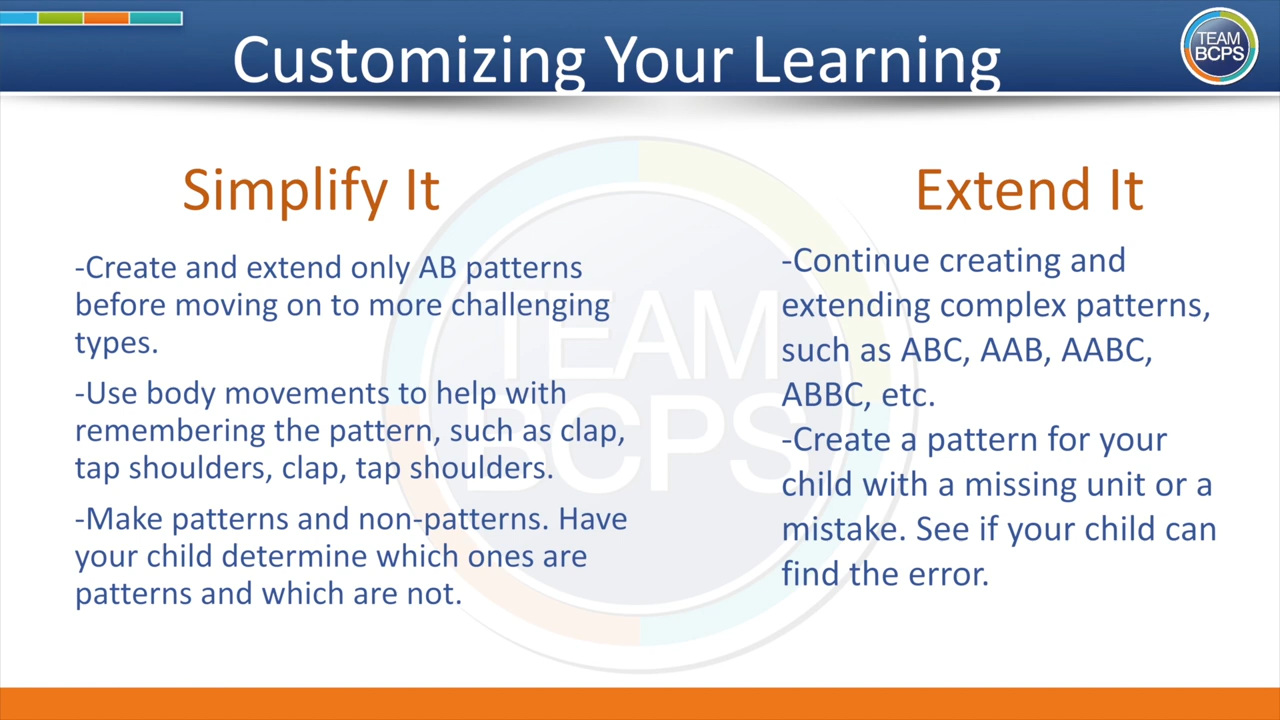 Customizing Your Learning
TEAM
BCPS
Simplify It
-Create and extend only AB patterns
before moving on to more challenging
types.
-Use body movements to help with
remembering the pattern, such as clap,
tap shoulders, clap, tap shoulders.
-Make patterns and non-patterns. Have
your child determine which ones are
patterns and which are not.
Extend It
-Continue creating and
extending complex patterns,
such as ABC, AAB, AABC,
ABBC, etc.
-Create a pattern for your
child with a missing unit or a
mistake. See if your child can
find the error.
TEAM
BCPS